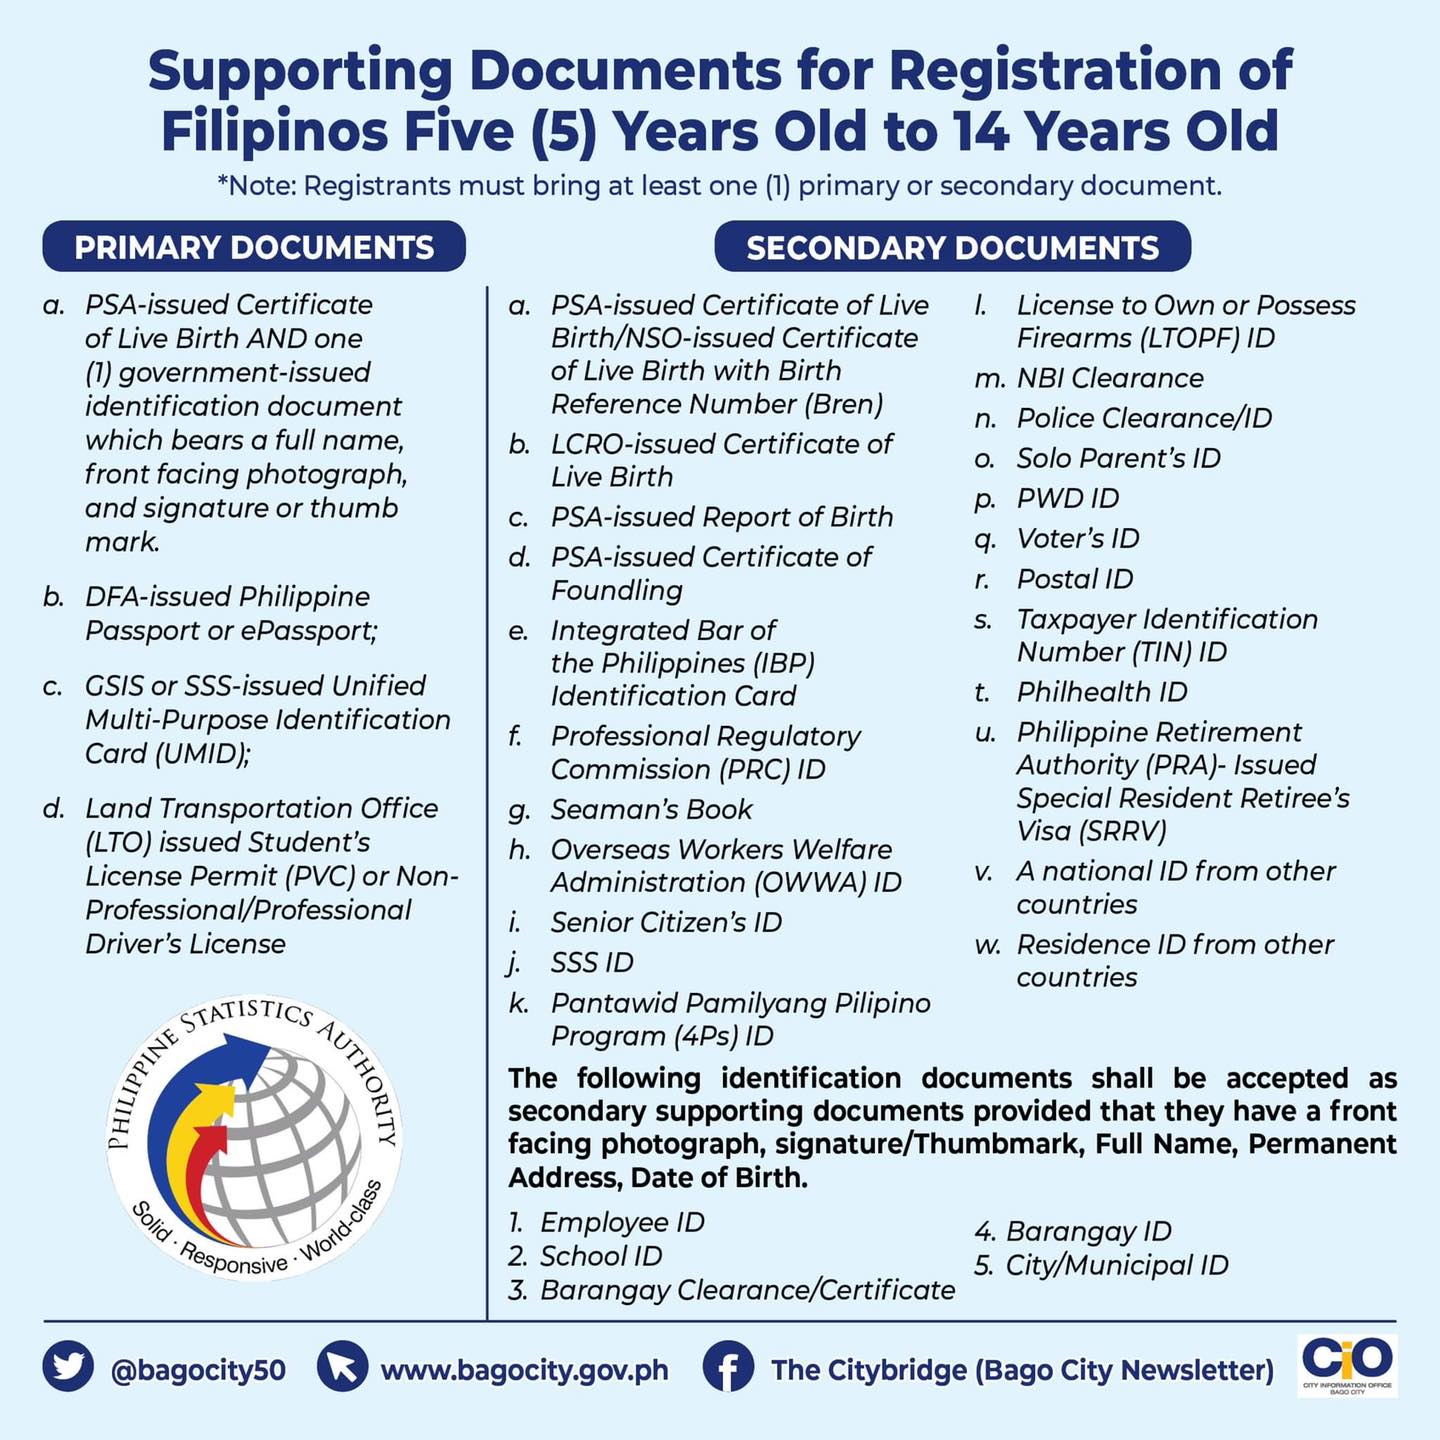 Supporting Documents for Registration of
Filipinos Five (5) Years Old to 14 Years Old
*Note: Registrants must bring at least one (1) primary or secondary document.
PRIMARY DOCUMENTS
a. PSA-issued Certificate
of Live Birth AND one
(1) government-issued
identification document
which bears a full name,
front facing photograph,
and signature or thumb
mark.
b. DFA-issued Philippine
Passport or ePassport;
c. GSIS or SSS-issued Unified
Multi-Purpose Identification
Card (UMID);
d. Land Transportation Office
(LTO) issued Student's
License Permit (PVC) or Non-
Professional/Professional
Driver's License
PHILIPPINE STATISTICS AUTHORITY
Solid · Responsive · World-class
SECONDARY DOCUMENTS
a. PSA-issued Certificate of Live
Birth/NSO-issued Certificate
of Live Birth with Birth
Reference Number (Bren)
b. LCRO-issued Certificate of
Live Birth
c. PSA-issued Report of Birth
d. PSA-issued Certificate of
Foundling
e. Integrated Bar of
the Philippines (IBP)
Identification Card
f. Professional Regulatory
Commission (PRC) ID
g. Seaman's Book
h. Overseas Workers Welfare
Administration (OWWA) ID
i. Senior Citizen's ID
j. SSS ID
k. Pantawid Pamilyang Pilipino
Program (4Ps) ID
l. License to Own or Possess
Firearms (LTOPF) ID
m. NBI Clearance
n. Police Clearance/ID
o. Solo Parent's ID
p. PWD ID
q. Voter's ID
r. Postal ID
s. Taxpayer Identification
Number (TIN) ID
t. Philhealth ID
u. Philippine Retirement
Authority (PRA)- Issued
Special Resident Retiree's
Visa (SRRV)
v. A national ID from other
countries
w. Residence ID from other
countries
The following identification documents shall be accepted as
secondary supporting documents provided that they have a front
facing photograph, signature/Thumbmark, Full Name, Permanent
Address, Date of Birth.
1. Employee ID
2. School ID
3. Barangay Clearance/Certificate
4. Barangay ID
5. City/Municipal ID
@bagocity50
www.bagocity.gov.ph
The Citybridge (Bago City Newsletter)
CiO
CITY INFORMATION OFFICE
BAGO CITY